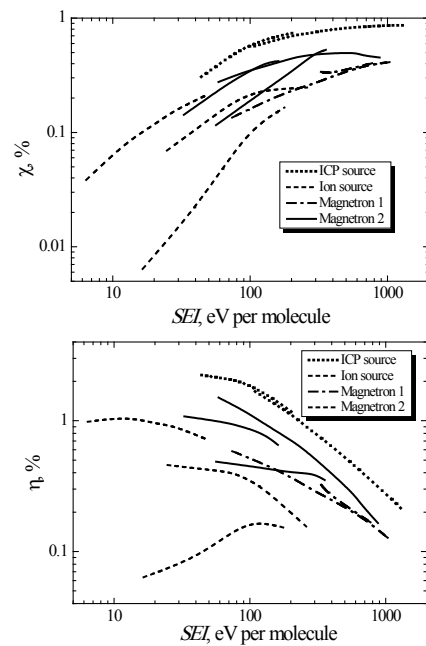 1
0.1
0.01
χ, %
ICP source
Ion source
Magnetron 1
Magnetron 2
10
100
1000
SEI, eV per molecule
1
0.1
η, %
ICP source
Ion source
Magnetron 1
Magnetron 2
10
100
1000
SEI, eV per molecule